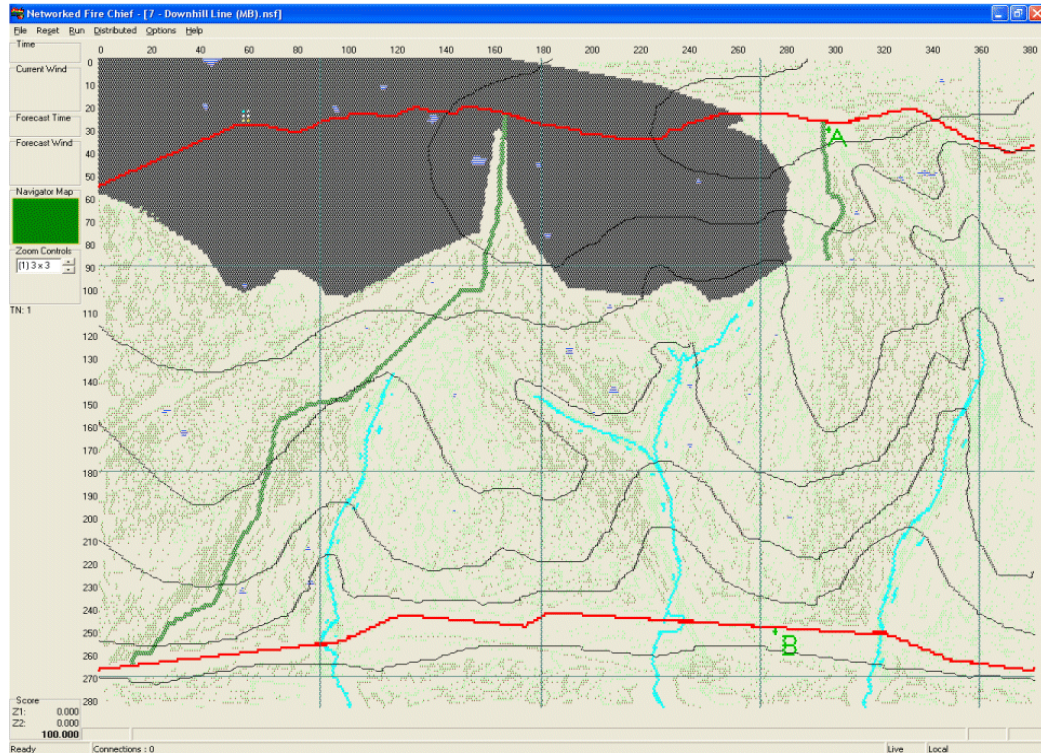 Networked Fire Chief - [7 - Downhill Line (MB).nsf]
File Reset Run Distributed Options Help
Time
0 20 40 60 80 100 120 140 160 180 200 220 240 260 280 300 320 340 360 380
Current Wind
Forecast Time
Forecast Wind
Navigator Map
Zoom Controls
(1) 3 x 3
TN: 1
0
10
20
30
40
50
60
70
80
90
100
110
120
130
140
150
160
170
180
190
200
210
220
230
240
250
260
270
280
A
B
Score
Z1: 0.000
Z2: 0.000
100.000
Ready Connections : 0 Live Local